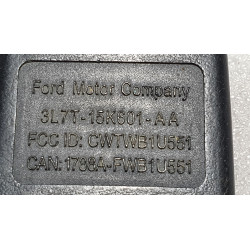 Ford Motor Company
3L7T-15K601-AA
FCC ID: CWTWB1U551
CAN: 1788A-FWB1U551